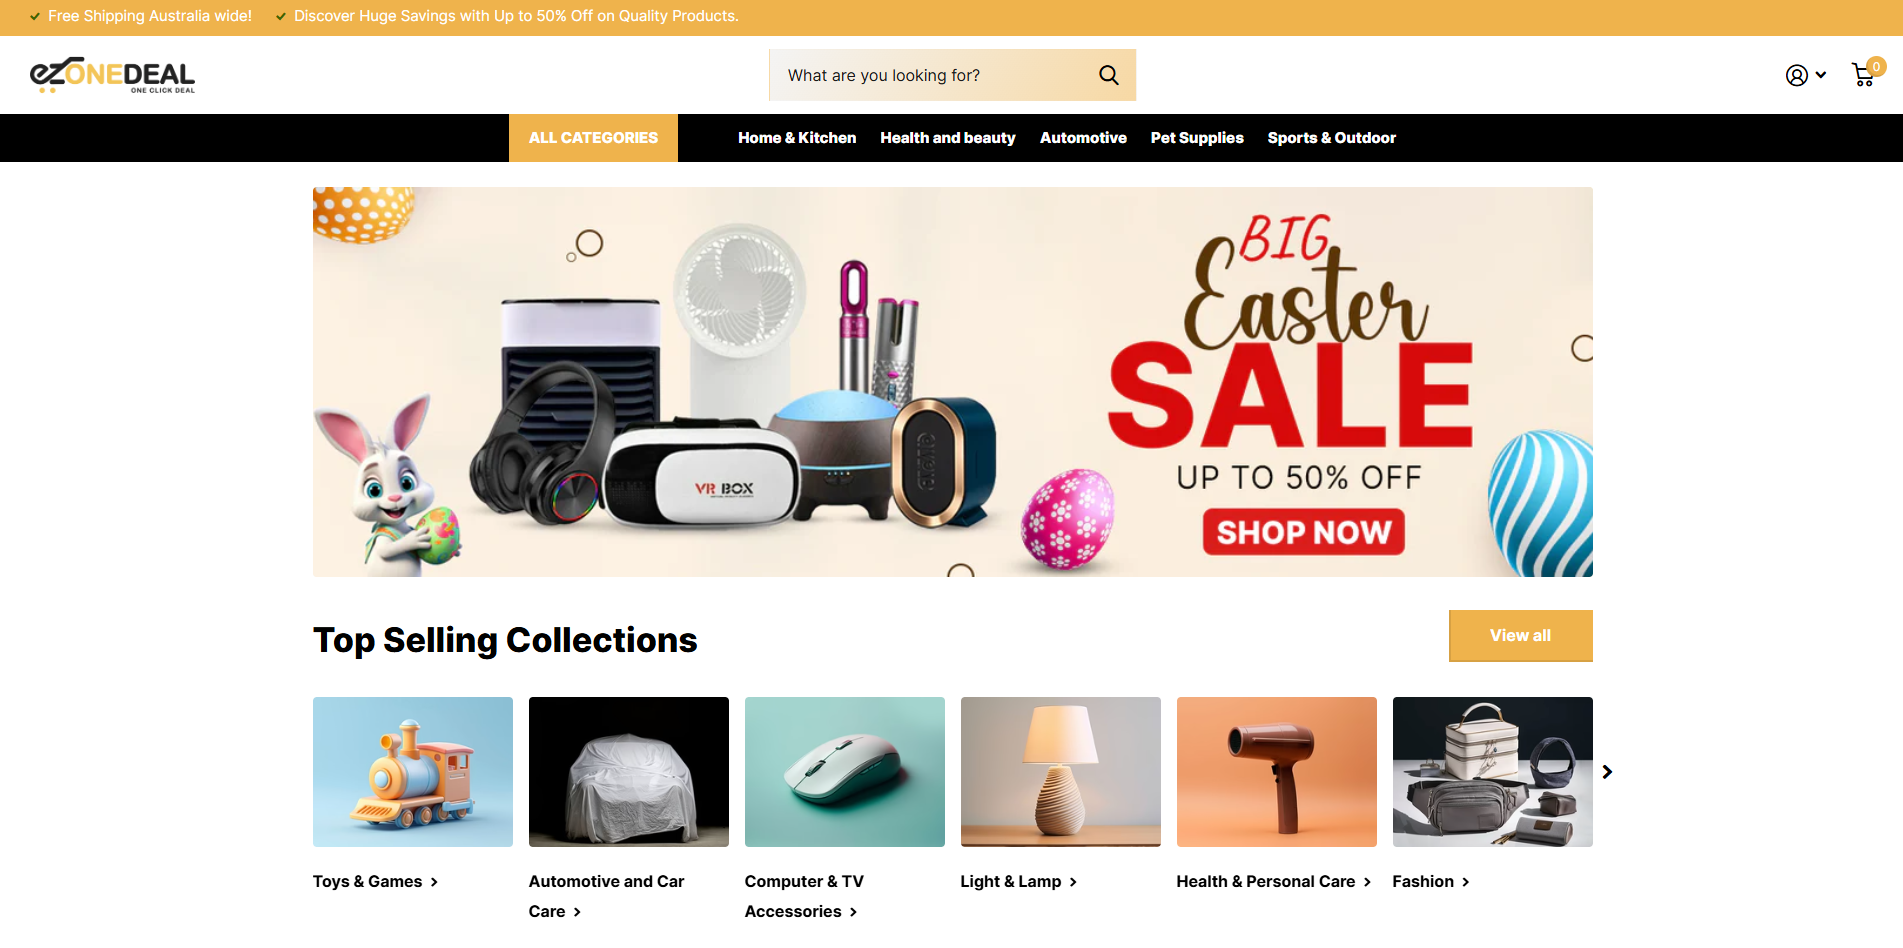 Free Shipping Australia wide! Discover Huge Savings with Up to 50% Off on Quality Products.
ezONEDEAL
ONE CLICK DEAL
What are you looking for?
0
ALL CATEGORIES Home & Kitchen Health and beauty Automotive Pet Supplies Sports & Outdoor
BIG
Easter
SALE
UP TO 50% OFF
SHOP NOW
VR BOX
Top Selling Collections
View all
Toys & Games
Automotive and Car
Care
Computer & TV
Accessories
Light & Lamp
Health & Personal Care
Fashion